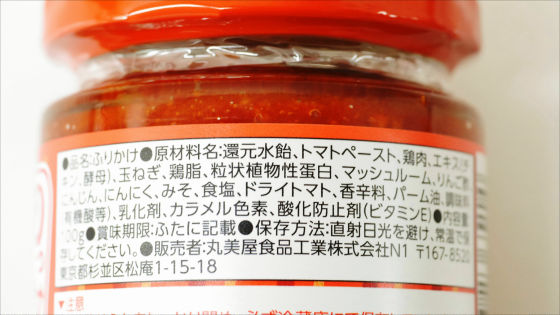 ●品名:ふりかけ●原材料名:還元水飴、トマトペースト、鶏肉、エキス(チ
キン、酵母)、玉ねぎ、鶏脂、粒状植物性蛋白、マッシュルーム、りんご酢、
にんじん、にんにく、みそ、食塩、ドライトマト、香辛料、パーム油、調味料
(有機酸等)、乳化剤、カラメル色素、酸化防止剤(ビタミンE)●内容量:
100g●賞味期限:ふたに記載●保存方法:直射日光を避け、常温で保
存してください。●販売者:丸美屋食品工業株式会社N1 〒167-8520
東京都杉並区松庵1-15-18
▼注意